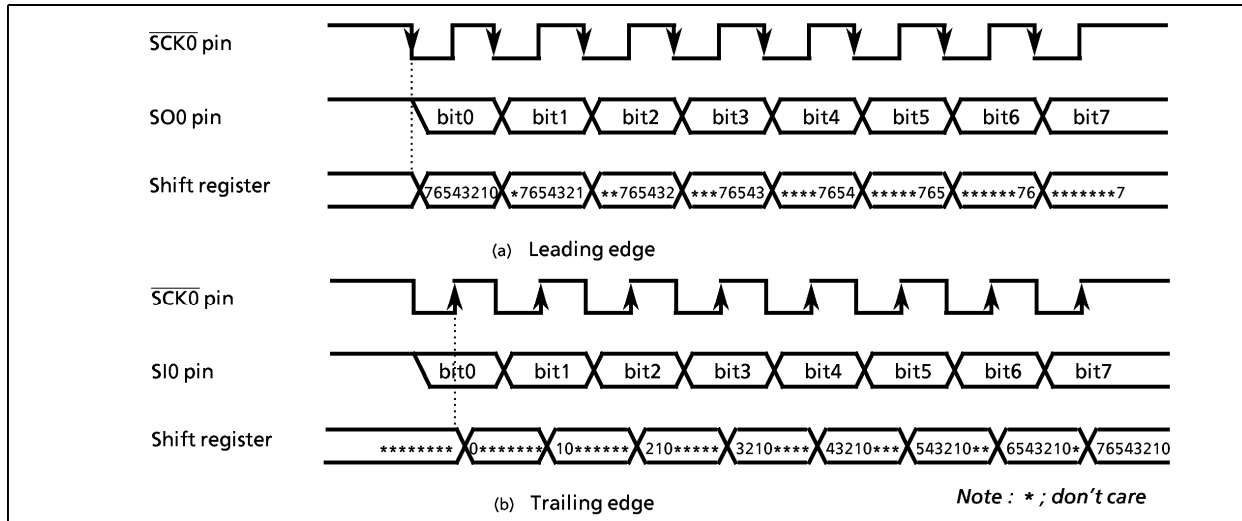 S̅C̅K̅0̅ pin
SO0 pin
bit0 bit1 bit2 bit3 bit4 bit5 bit6 bit7
Shift register
76543210 *7654321 **765432 ***76543 ****7654 *****765 ******76 *******7
(a) Leading edge
S̅C̅K̅0̅ pin
SI0 pin
bit0 bit1 bit2 bit3 bit4 bit5 bit6 bit7
Shift register
******** 0******* 10****** 210***** 3210**** 43210*** 543210** 6543210* 76543210
(b) Trailing edge
Note : * ; don't care